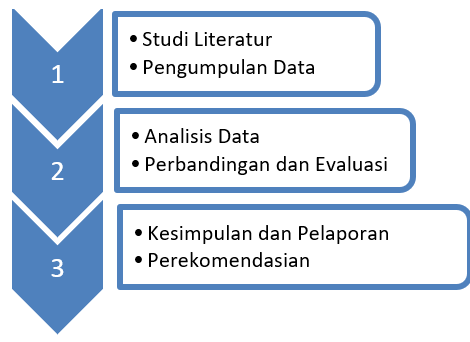 1
• Studi Literatur
• Pengumpulan Data
2
• Analisis Data
• Perbandingan dan Evaluasi
3
• Kesimpulan dan Pelaporan
• Perekomendasian